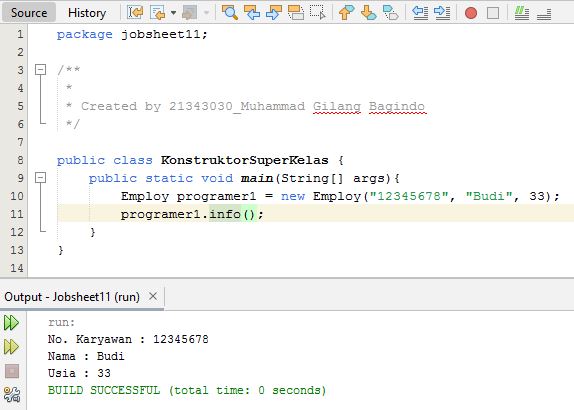 Source History
1 package jobsheet11;
2
3 /**
4 *
5 * Created by 21343030_Muhammad Gilang Bagindo
6 */
7
8 public class KonstruktorSuperKelas {
9 public static void main(String[] args){
10 Employ programer1 = new Employ("12345678", "Budi", 33);
11 programer1.info();
12 }
13 }
14
Output - Jobsheet11 (run) ×
run:
No. Karyawan : 12345678
Nama : Budi
Usia : 33
BUILD SUCCESSFUL (total time: 0 seconds)